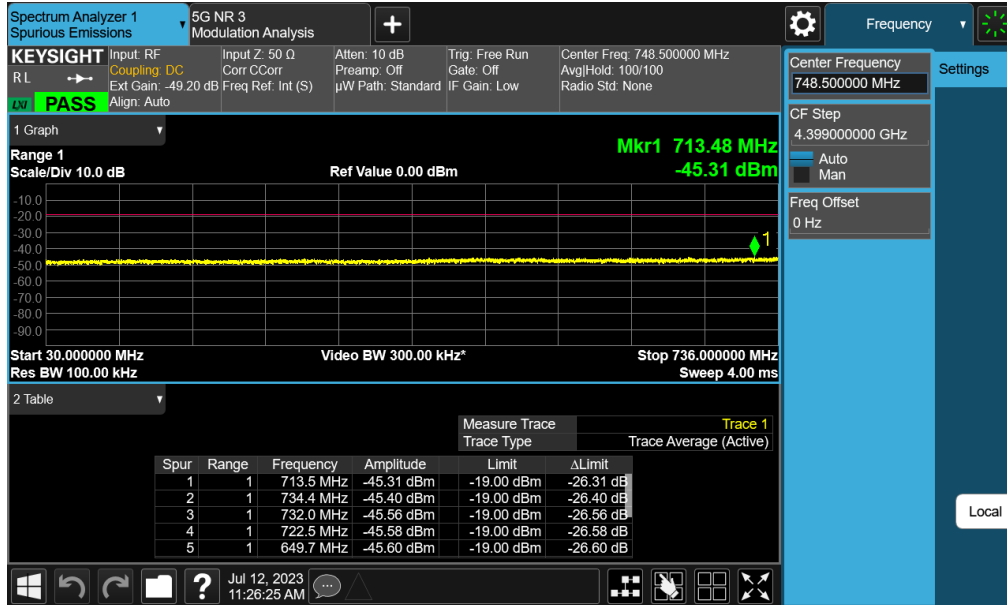 Spectrum Analyzer 1
Spurious Emissions
5G NR 3
Modulation Analysis
Frequency
KEYSIGHT
R L
LXI
PASS
Input: RF
Coupling: DC
Ext Gain: -49.20 dB
Align: Auto
Input Z: 50 Ω
Corr CCorr
Freq Ref: Int (S)
Atten: 10 dB
Preamp: Off
µW Path: Standard
Trig: Free Run
Gate: Off
IF Gain: Low
Center Freq: 748.500000 MHz
Avg|Hold: 100/100
Radio Std: None
1 Graph
Range 1
Scale/Div 10.0 dB
Ref Value 0.00 dBm
Mkr1 713.48 MHz
-45.31 dBm
-10.0
-20.0
-30.0
-40.0
-50.0
-60.0
-70.0
-80.0
-90.0
1
Start 30.000000 MHz
Res BW 100.00 kHz
Video BW 300.00 kHz*
Stop 736.000000 MHz
Sweep 4.00 ms
2 Table
Measure Trace Trace 1
Trace Type Trace Average (Active)
Spur Range Frequency Amplitude Limit ΔLimit
1 1 713.5 MHz -45.31 dBm -19.00 dBm -26.31 dB
2 1 734.4 MHz -45.40 dBm -19.00 dBm -26.40 dB
3 1 732.0 MHz -45.56 dBm -19.00 dBm -26.56 dB
4 1 722.5 MHz -45.58 dBm -19.00 dBm -26.58 dB
5 1 649.7 MHz -45.60 dBm -19.00 dBm -26.60 dB
Jul 12, 2023
11:26:25 AM
Center Frequency
748.500000 MHz
Settings
CF Step
4.399000000 GHz
Auto
Man
Freq Offset
0 Hz
Local